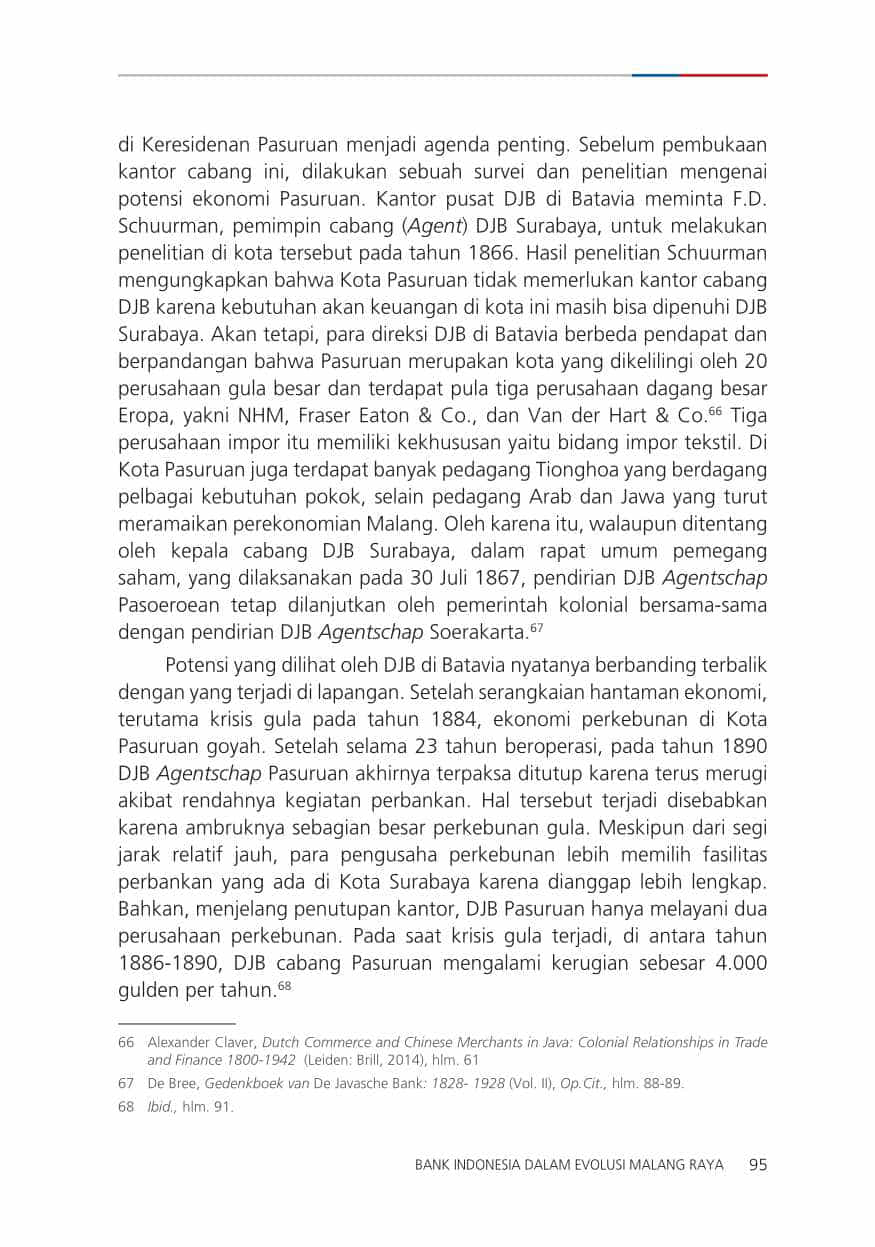 di Keresidenan Pasuruan menjadi agenda penting. Sebelum pembukaan
kantor cabang ini, dilakukan sebuah survei dan penelitian mengenai
potensi ekonomi Pasuruan. Kantor pusat DJB di Batavia meminta F.D.
Schuurman, pemimpin cabang (Agent) DJB Surabaya, untuk melakukan
penelitian di kota tersebut pada tahun 1866. Hasil penelitian Schuurman
mengungkapkan bahwa Kota Pasuruan tidak memerlukan kantor cabang
DJB karena kebutuhan akan keuangan di kota ini masih bisa dipenuhi DJB
Surabaya. Akan tetapi, para direksi DJB di Batavia berbeda pendapat dan
berpandangan bahwa Pasuruan merupakan kota yang dikelilingi oleh 20
perusahaan gula besar dan terdapat pula tiga perusahaan dagang besar
Eropa, yakni NHM, Fraser Eaton & Co., dan Van der Hart & Co.⁶⁶ Tiga
perusahaan impor itu memiliki kekhususan yaitu bidang impor tekstil. Di
Kota Pasuruan juga terdapat banyak pedagang Tionghoa yang berdagang
pelbagai kebutuhan pokok, selain pedagang Arab dan Jawa yang turut
meramaikan perekonomian Malang. Oleh karena itu, walaupun ditentang
oleh kepala cabang DJB Surabaya, dalam rapat umum pemegang
saham, yang dilaksanakan pada 30 Juli 1867, pendirian DJB Agentschap
Pasoeroean tetap dilanjutkan oleh pemerintah kolonial bersama-sama
dengan pendirian DJB Agentschap Soerakarta.⁶⁷
Potensi yang dilihat oleh DJB di Batavia nyatanya berbanding terbalik
dengan yang terjadi di lapangan. Setelah serangkaian hantaman ekonomi,
terutama krisis gula pada tahun 1884, ekonomi perkebunan di Kota
Pasuruan goyah. Setelah selama 23 tahun beroperasi, pada tahun 1890
DJB Agentschap Pasuruan akhirnya terpaksa ditutup karena terus merugi
akibat rendahnya kegiatan perbankan. Hal tersebut terjadi disebabkan
karena ambruknya sebagian besar perkebunan gula. Meskipun dari segi
jarak relatif jauh, para pengusaha perkebunan lebih memilih fasilitas
perbankan yang ada di Kota Surabaya karena dianggap lebih lengkap.
Bahkan, menjelang penutupan kantor, DJB Pasuruan hanya melayani dua
perusahaan perkebunan. Pada saat krisis gula terjadi, di antara tahun
1886-1890, DJB cabang Pasuruan mengalami kerugian sebesar 4.000
gulden per tahun.⁶⁸
66 Alexander Claver, Dutch Commerce and Chinese Merchants in Java: Colonial Relationships in Trade
and Finance 1800-1942 (Leiden: Brill, 2014), hlm. 61
67 De Bree, Gedenkboek van De Javasche Bank: 1828- 1928 (Vol. II), Op.Cit., hlm. 88-89.
68 Ibid., hlm. 91.
BANK INDONESIA DALAM EVOLUSI MALANG RAYA 95